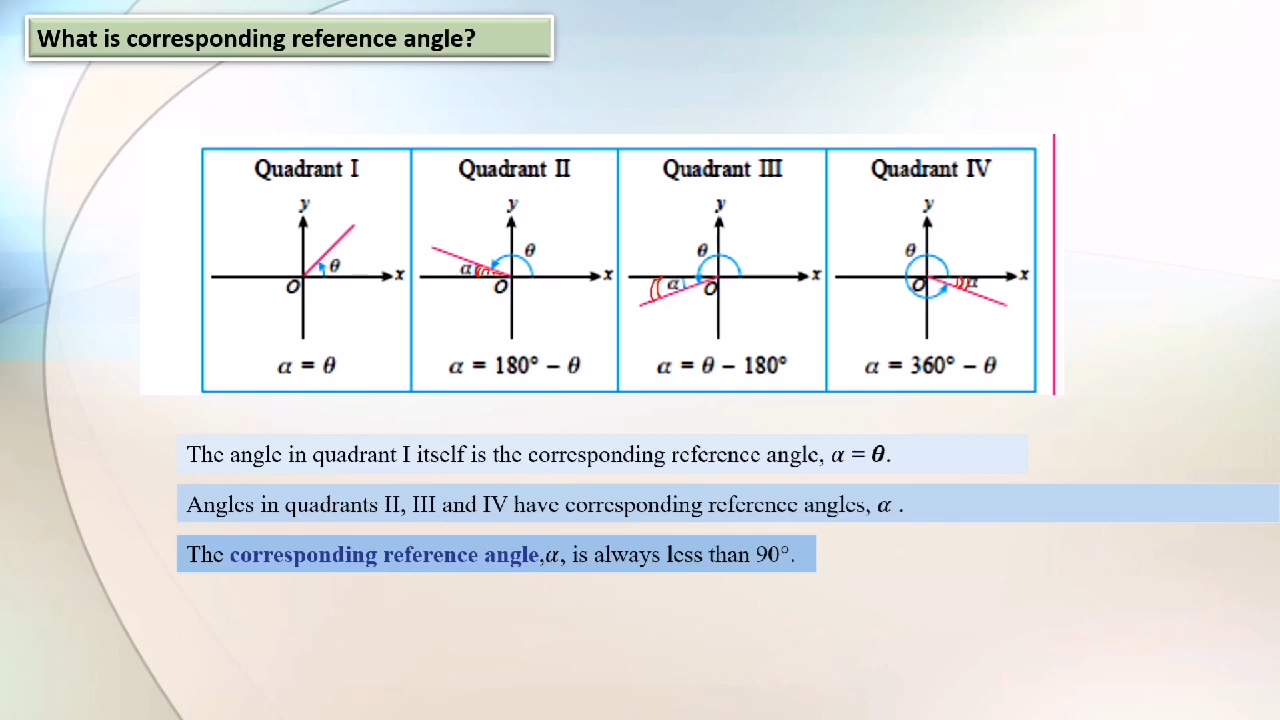 What is corresponding reference angle?
Quadrant I
Quadrant II
Quadrant III
Quadrant IV
y
θ
x
O
y
θ
α
x
O
y
θ
α
x
O
y
θ
α
x
O
α = θ
α = 180° − θ
α = θ − 180°
α = 360° − θ
The angle in quadrant I itself is the corresponding reference angle, α = θ.
Angles in quadrants II, III and IV have corresponding reference angles, α .
The corresponding reference angle,α, is always less than 90°.